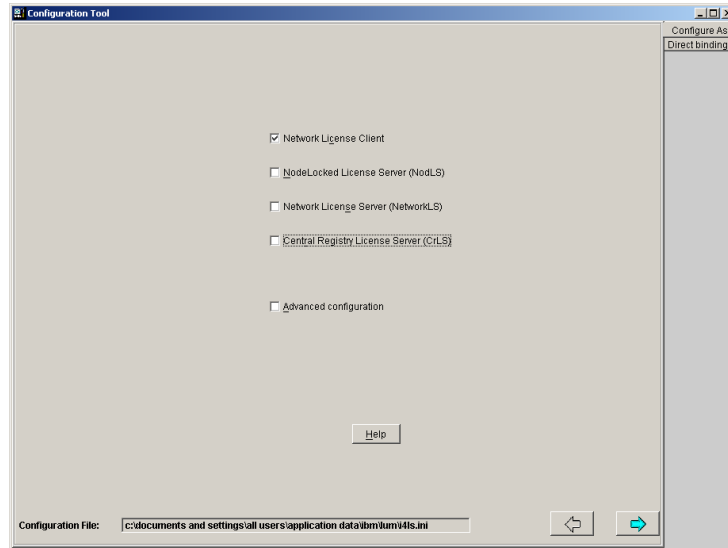 Configuration Tool
Configure As
Direct binding
Network License Client
NodeLocked License Server (NodLS)
Network License Server (NetworkLS)
Central Registry License Server (CrLS)
Advanced configuration
Help
Configuration File:
c:\documents and settings\all users\application data\ibm\lum\i4ls.ini